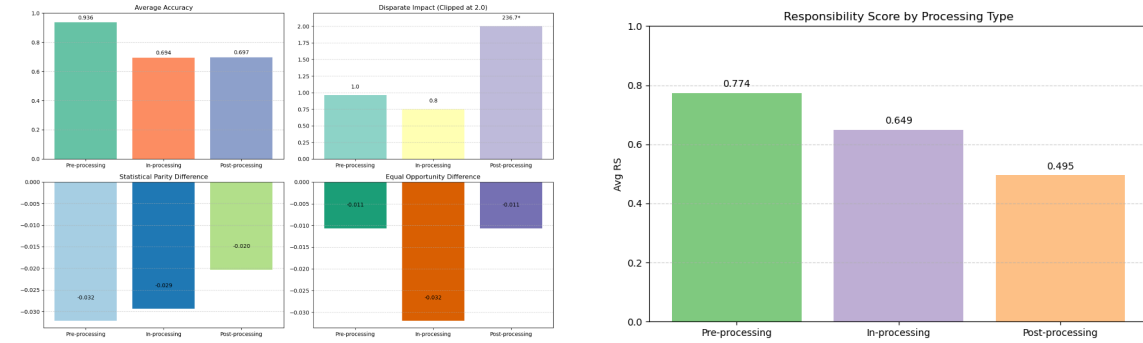 Average Accuracy
1.0
0.8
0.6
0.4
0.2
0.0
0.936
0.694
0.697
Pre-processing
In-processing
Post-processing
Disparate Impact (Clipped at 2.0)
2.00
1.75
1.50
1.25
1.00
0.75
0.50
0.25
0.00
1.0
0.8
236.7*
Pre-processing
In-processing
Post-processing
Statistical Parity Difference
0.000
−0.005
−0.010
−0.015
−0.020
−0.025
−0.030
-0.032
-0.029
-0.020
Pre-processing
In-processing
Post-processing
Equal Opportunity Difference
0.000
−0.005
−0.010
−0.015
−0.020
−0.025
−0.030
-0.011
-0.032
-0.011
Pre-processing
In-processing
Post-processing
Responsibility Score by Processing Type
Avg RS
1.0
0.8
0.6
0.4
0.2
0.0
0.774
0.649
0.495
Pre-processing
In-processing
Post-processing